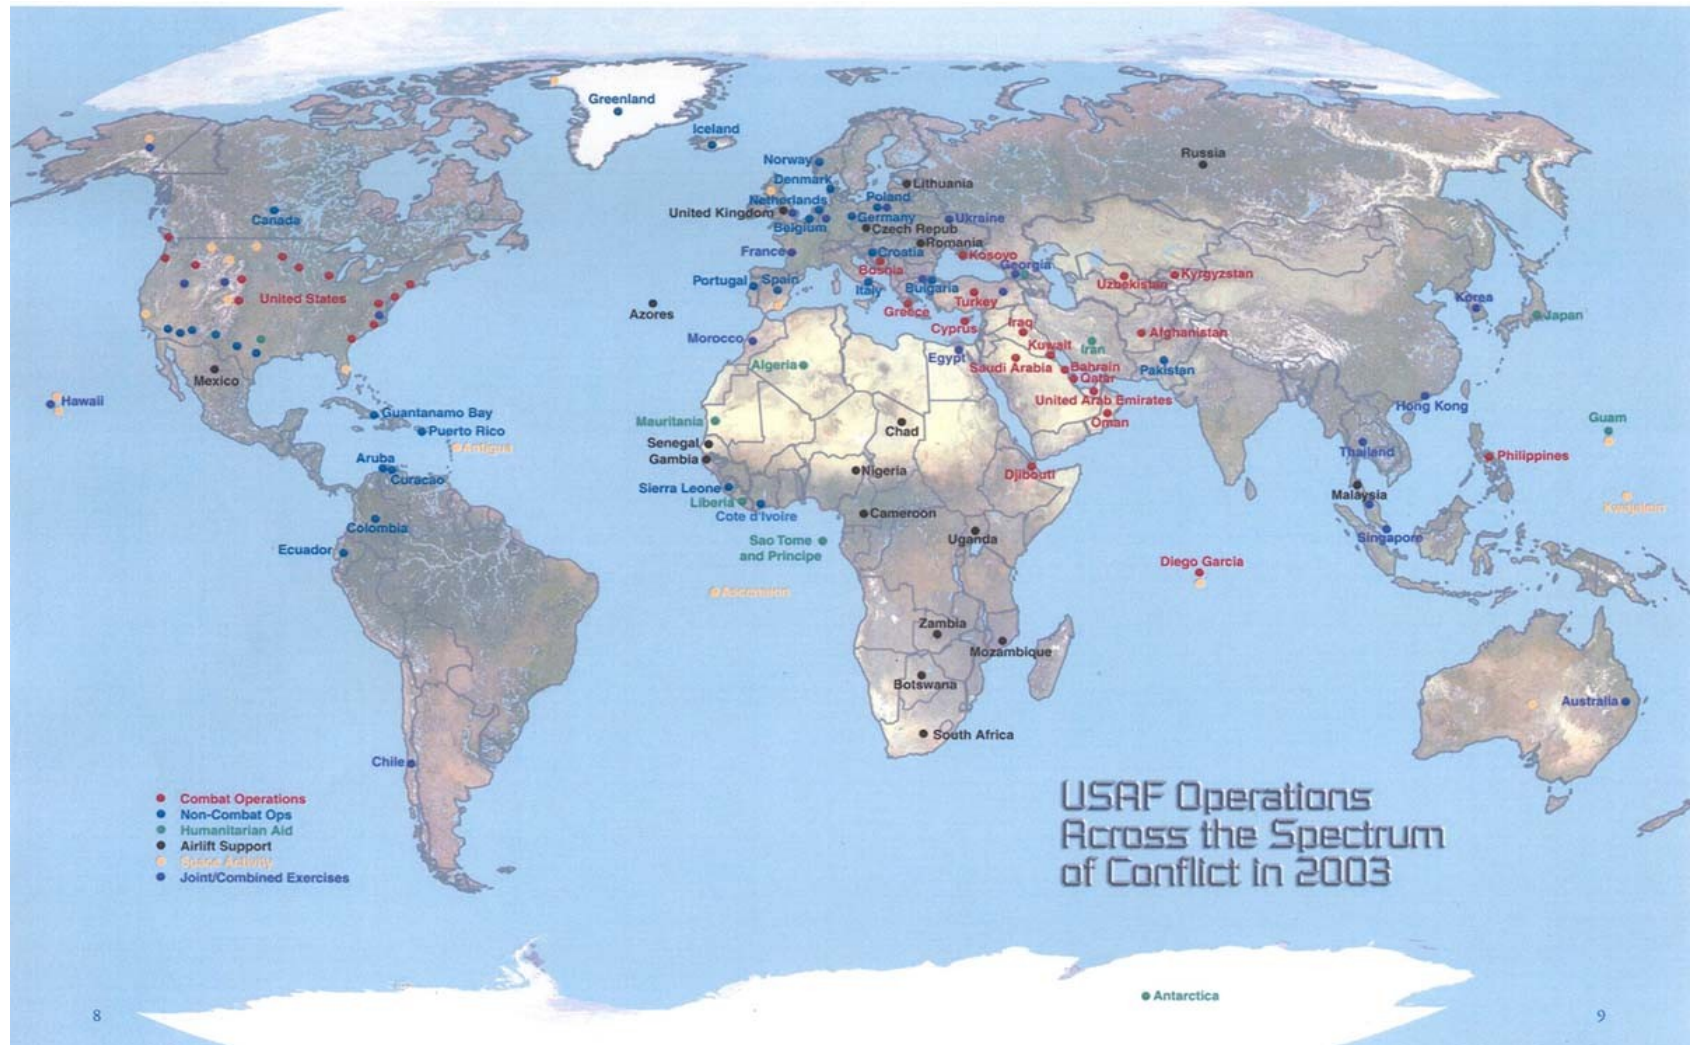 Greenland
Iceland
Norway
Denmark
Netherlands
United Kingdom
Belgium
Lithuania
Poland
Germany
Czech Repub
Ukraine
Romania
France
Croatia
Bosnia
Kosovo
Georgia
Portugal
Spain
Italy
Bulgaria
Turkey
Greece
Cyprus
Russia
Canada
United States
Azores
Mexico
Hawaii
Guantanamo Bay
Puerto Rico
Antigua
Aruba
Curacao
Colombia
Ecuador
Chile
Morocco
Algeria
Egypt
Mauritania
Senegal
Gambia
Chad
Nigeria
Sierra Leone
Liberia
Cote d'Ivoire
Cameroon
Sao Tome
and Principe
Uganda
Djibouti
Ascension
Zambia
Mozambique
Botswana
South Africa
Uzbekistan
Kyrgyzstan
Iraq
Kuwait
Iran
Afghanistan
Saudi Arabia
Bahrain
Qatar
Pakistan
United Arab Emirates
Oman
Korea
Japan
Hong Kong
Guam
Thailand
Philippines
Malaysia
Singapore
Kwajalein
Diego Garcia
Australia
Combat Operations
Non-Combat Ops
Humanitarian Aid
Airlift Support
Space Activity
Joint/Combined Exercises
USAF Operations
Across the Spectrum
of Conflict in 2003
Antarctica
8
9